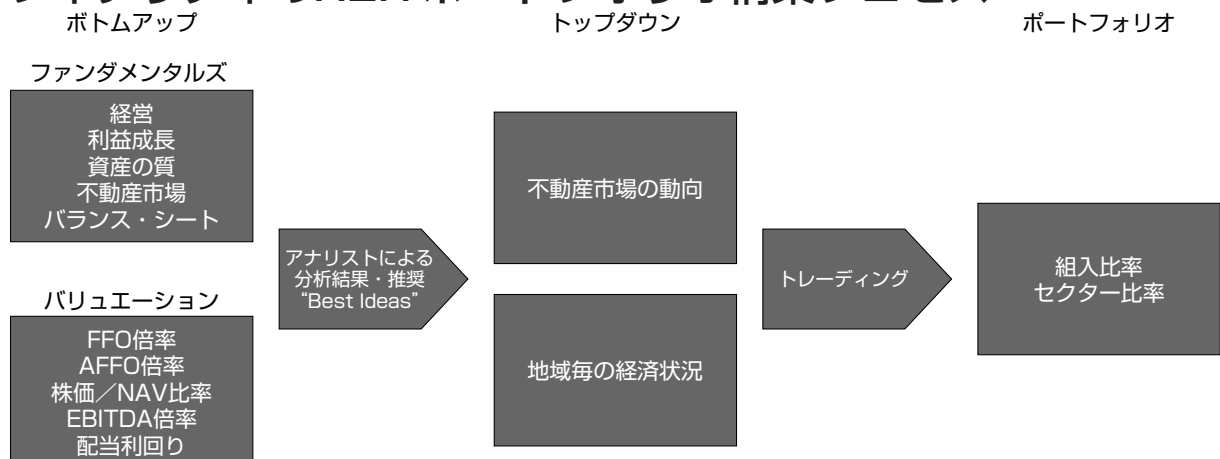 ボトムアップ
トップダウン
ポートフォリオ
ファンダメンタルズ
経営
利益成長
資産の質
不動産市場
バランス・シート
バリュエーション
FFO倍率
AFFO倍率
株価／NAV比率
EBITDA倍率
配当利回り
アナリストによる
分析結果・推奨
“Best Ideas”
不動産市場の動向
地域毎の経済状況
トレーディング
組入比率
セクター比率